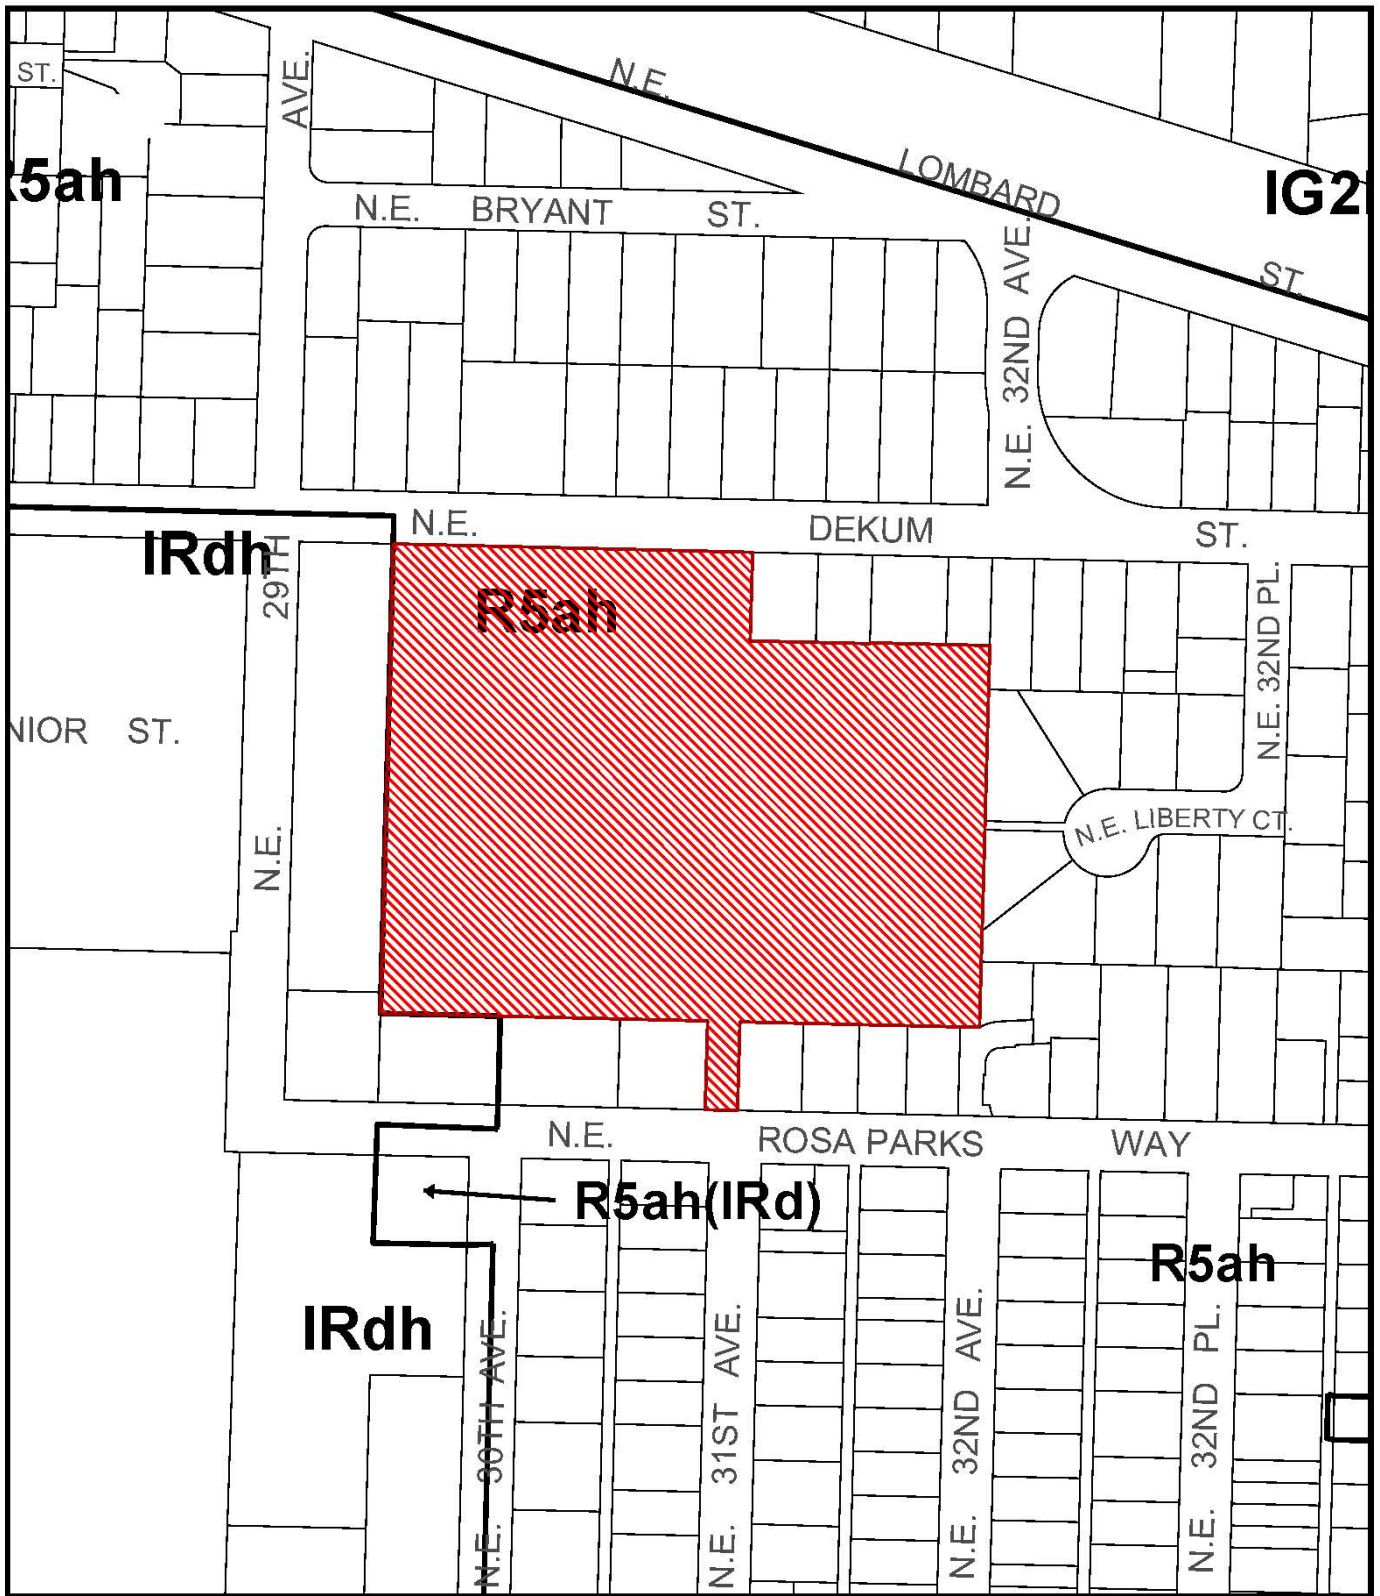 ST.
AVE.
N.E.
LOMBARD
ST.
R5ah
IG2
N.E. BRYANT ST.
N.E. 32ND AVE.
N.E. DEKUM ST.
IRdh
N.E. 29TH
R5ah
N.E. 32ND PL.
NIOR ST.
N.E. LIBERTY CT.
N.E. ROSA PARKS WAY
R5ah(IRd)
R5ah
IRdh
N.E. 30TH AVE.
N.E. 31ST AVE.
N.E. 32ND AVE.
N.E. 32ND PL.